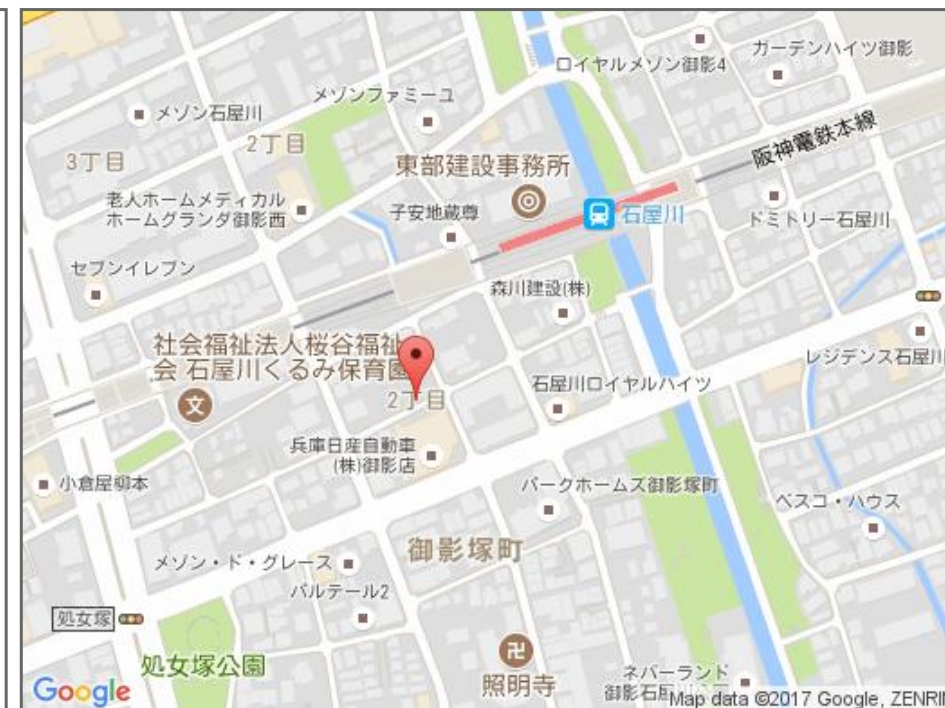 ガーデンハイツ御影
ロイヤルメゾン御影4
メゾンファミーユ
メゾン石屋川
阪神電鉄本線
2丁目
3丁目
東部建設事務所
老人ホームメディカル
ホームグランダ御影西
子安地蔵尊
石屋川
ドミトリー石屋川
セブンイレブン
森川建設(株)
社会福祉法人桜谷福祉
会 石屋川くるみ保育園
レジデンス石屋川
石屋川ロイヤルハイツ
文
2丁目
兵庫日産自動車
(株)御影店
小倉屋柳本
パークホームズ御影塚町
ベスコ・ハウス
御影塚町
メゾン・ド・グレース
バルテール2
処女塚
処女塚公園
卍
照明寺
ネバーランド
御影石屋
Google
Map data ©2017 Google, ZENRIN